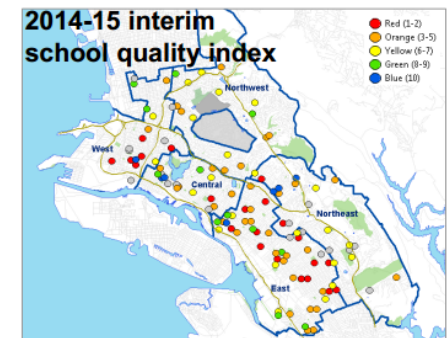 2014-15 interim
school quality index
Red (1-2)
Orange (3-5)
Yellow (6-7)
Green (8-9)
Blue (10)
Northwest
West
Central
Northeast
East